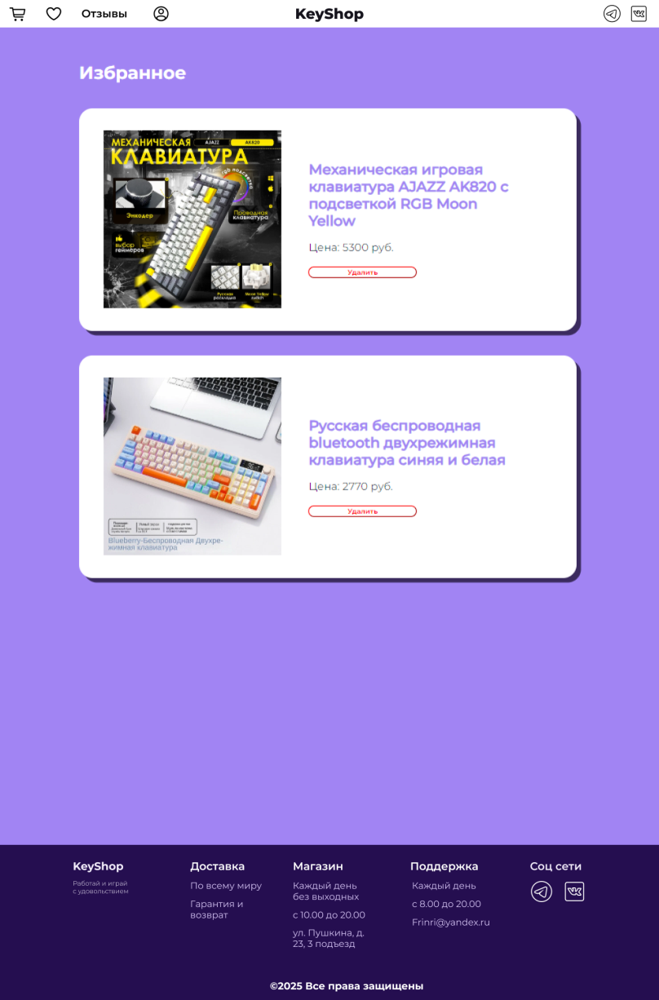 Отзывы
KeyShop
Избранное
МЕХАНИЧЕСКАЯ
AJAZZ
AK820
КЛАВИАТУРА
rgb подсветка
Энкодер
Проводная
клавиатура
выбор
геймеров
Русская
раскладка
Moon Yellow
switch
Механическая игровая
клавиатура AJAZZ AK820 с
подсветкой RGB Moon
Yellow
Цена: 5300 руб.
Удалить
Blueberry-Беспроводная Двухре-
жимная клавиатура
Русская беспроводная
bluetooth двухрежимная
клавиатура синяя и белая
Цена: 2770 руб.
Удалить
KeyShop
Работай и играй
с удовольствием
Доставка
По всему миру
Гарантия и
возврат
Магазин
Каждый день
без выходных
с 10.00 до 20.00
ул. Пушкина, д.
23, 3 подъезд
Поддержка
Каждый день
с 8.00 до 20.00
Frinri@yandex.ru
Соц сети
©2025 Все права защищены